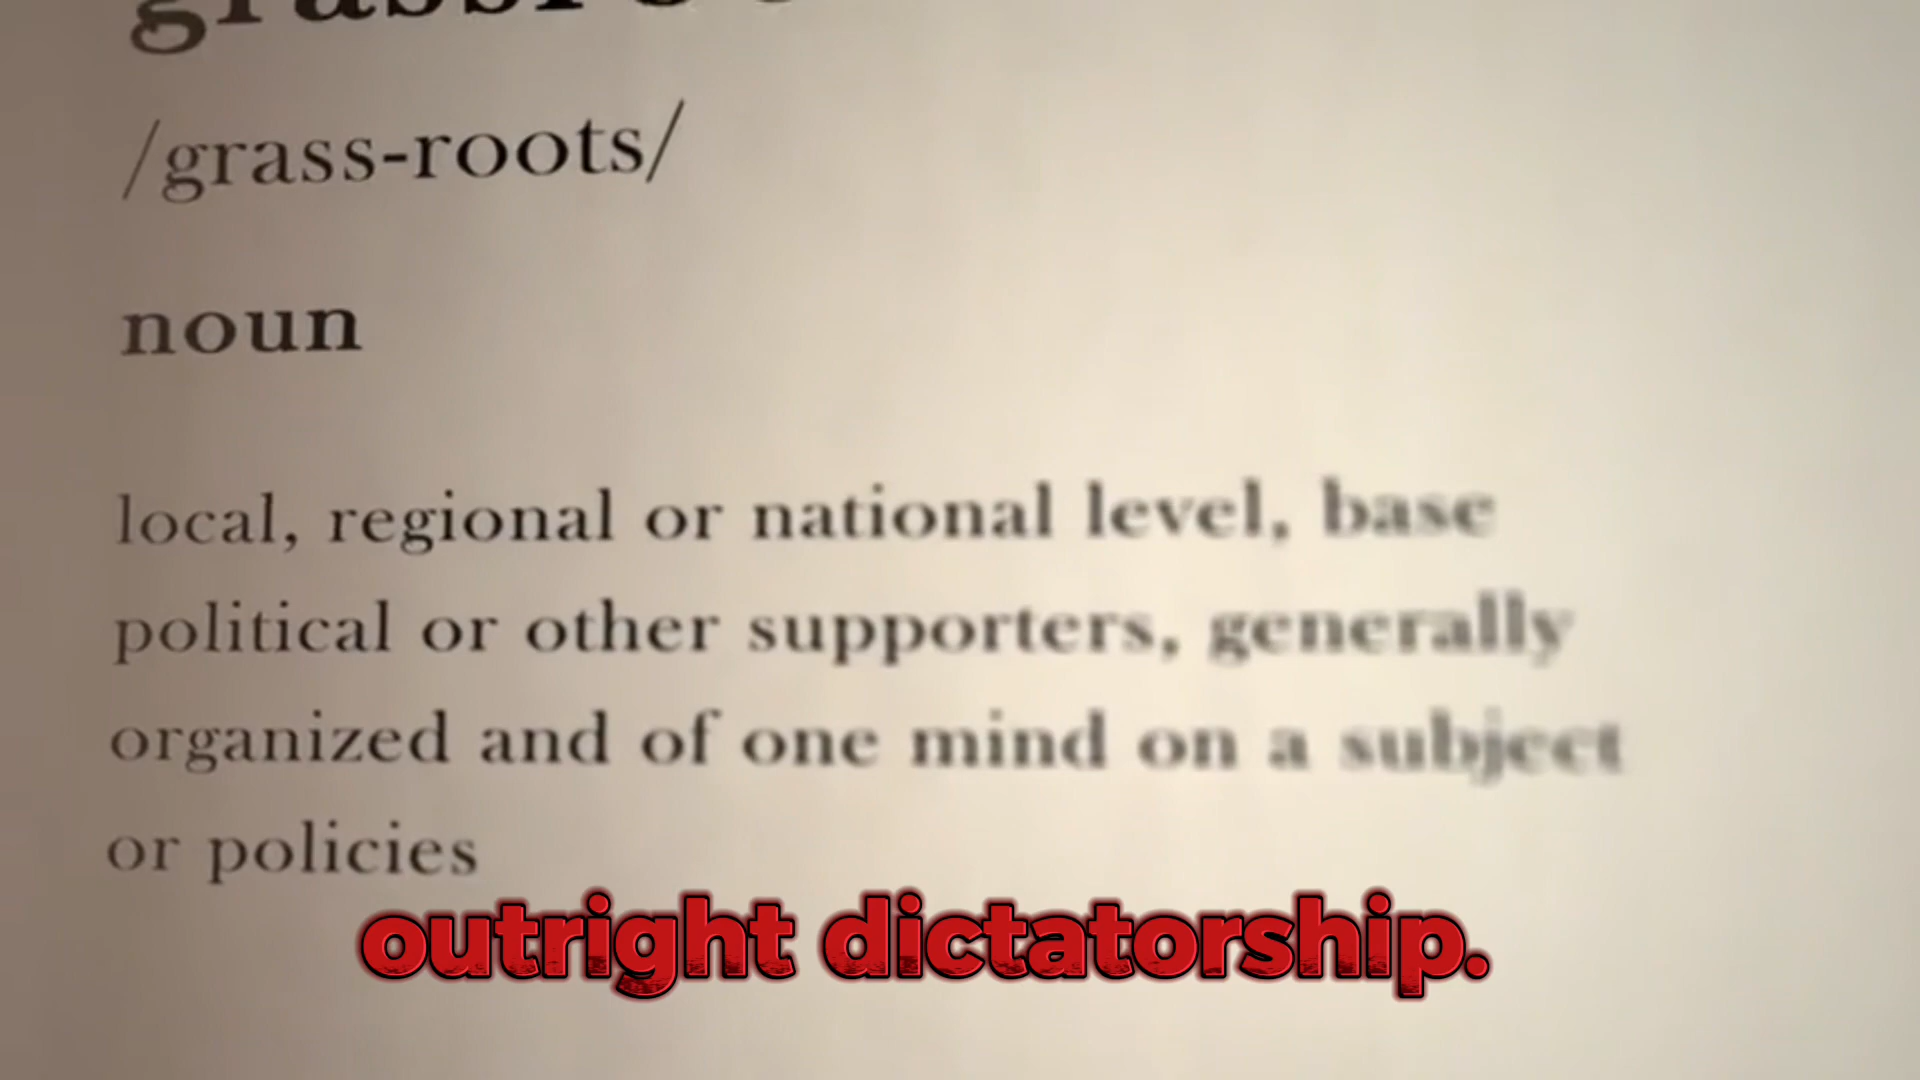 /grass-roots/
noun
local, regional or national level, base
political or other supporters, generally
organized and of one mind on a subject
or policies
outright dictatorship.